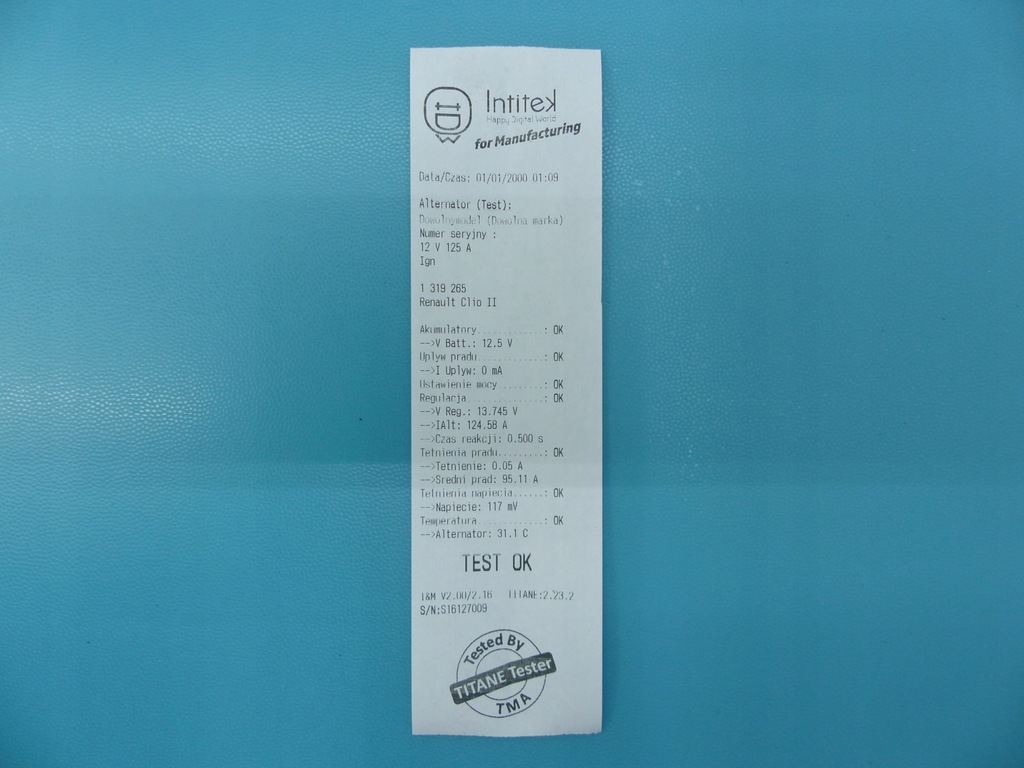 Intitek
Happy Digital World
for Manufacturing
Data/Czas: 01/01/2000 01:09
Alternator (Test):
Dowolnymodel (Dowolna marka)
Numer seryjny :
12 V 125 A
Ign
1 319 265
Renault Clio II
Akumulatory............: OK
-->V Batt.: 12.5 V
Uplyw pradu............: OK
-->I Uplyw: 0 mA
Ustawienie mocy........: OK
Regulacja..............: OK
-->V Reg.: 13.745 V
-->IAlt: 124.58 A
-->Czas reakcji: 0.500 s
Tetnienia pradu.........: OK
-->Tetnienie: 0.05 A
-->Sredni prad: 95.11 A
Tetnienia napiecia......: OK
-->Napiecie: 117 mV
Temperatura............: OK
-->Alternator: 31.1 C
TEST OK
T&M V2.00/2.16 TITANE:2.23.2
S/N:S16127009
Tested By
TITANE Tester
TMA